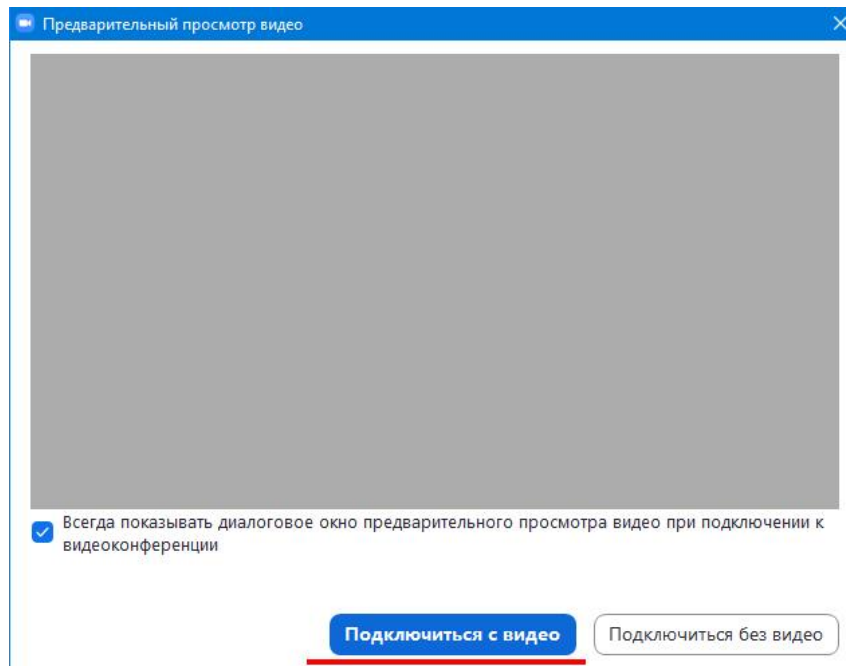 Предварительный просмотр видео
Всегда показывать диалоговое окно предварительного просмотра видео при подключении к
видеоконференции
Подключиться с видео
Подключиться без видео